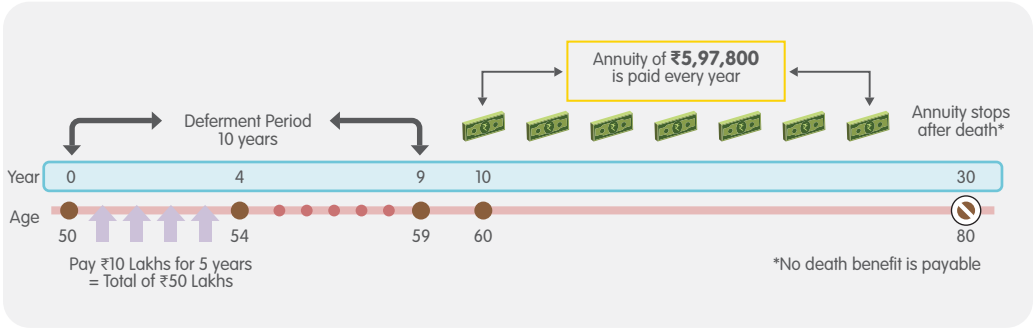 Annuity of ₹5,97,800
is paid every year
Deferment Period
10 years
Annuity stops
after death*
Year 0 4 9 10 30
Age
50 54 59 60 80
Pay ₹10 Lakhs for 5 years
= Total of ₹50 Lakhs
*No death benefit is payable